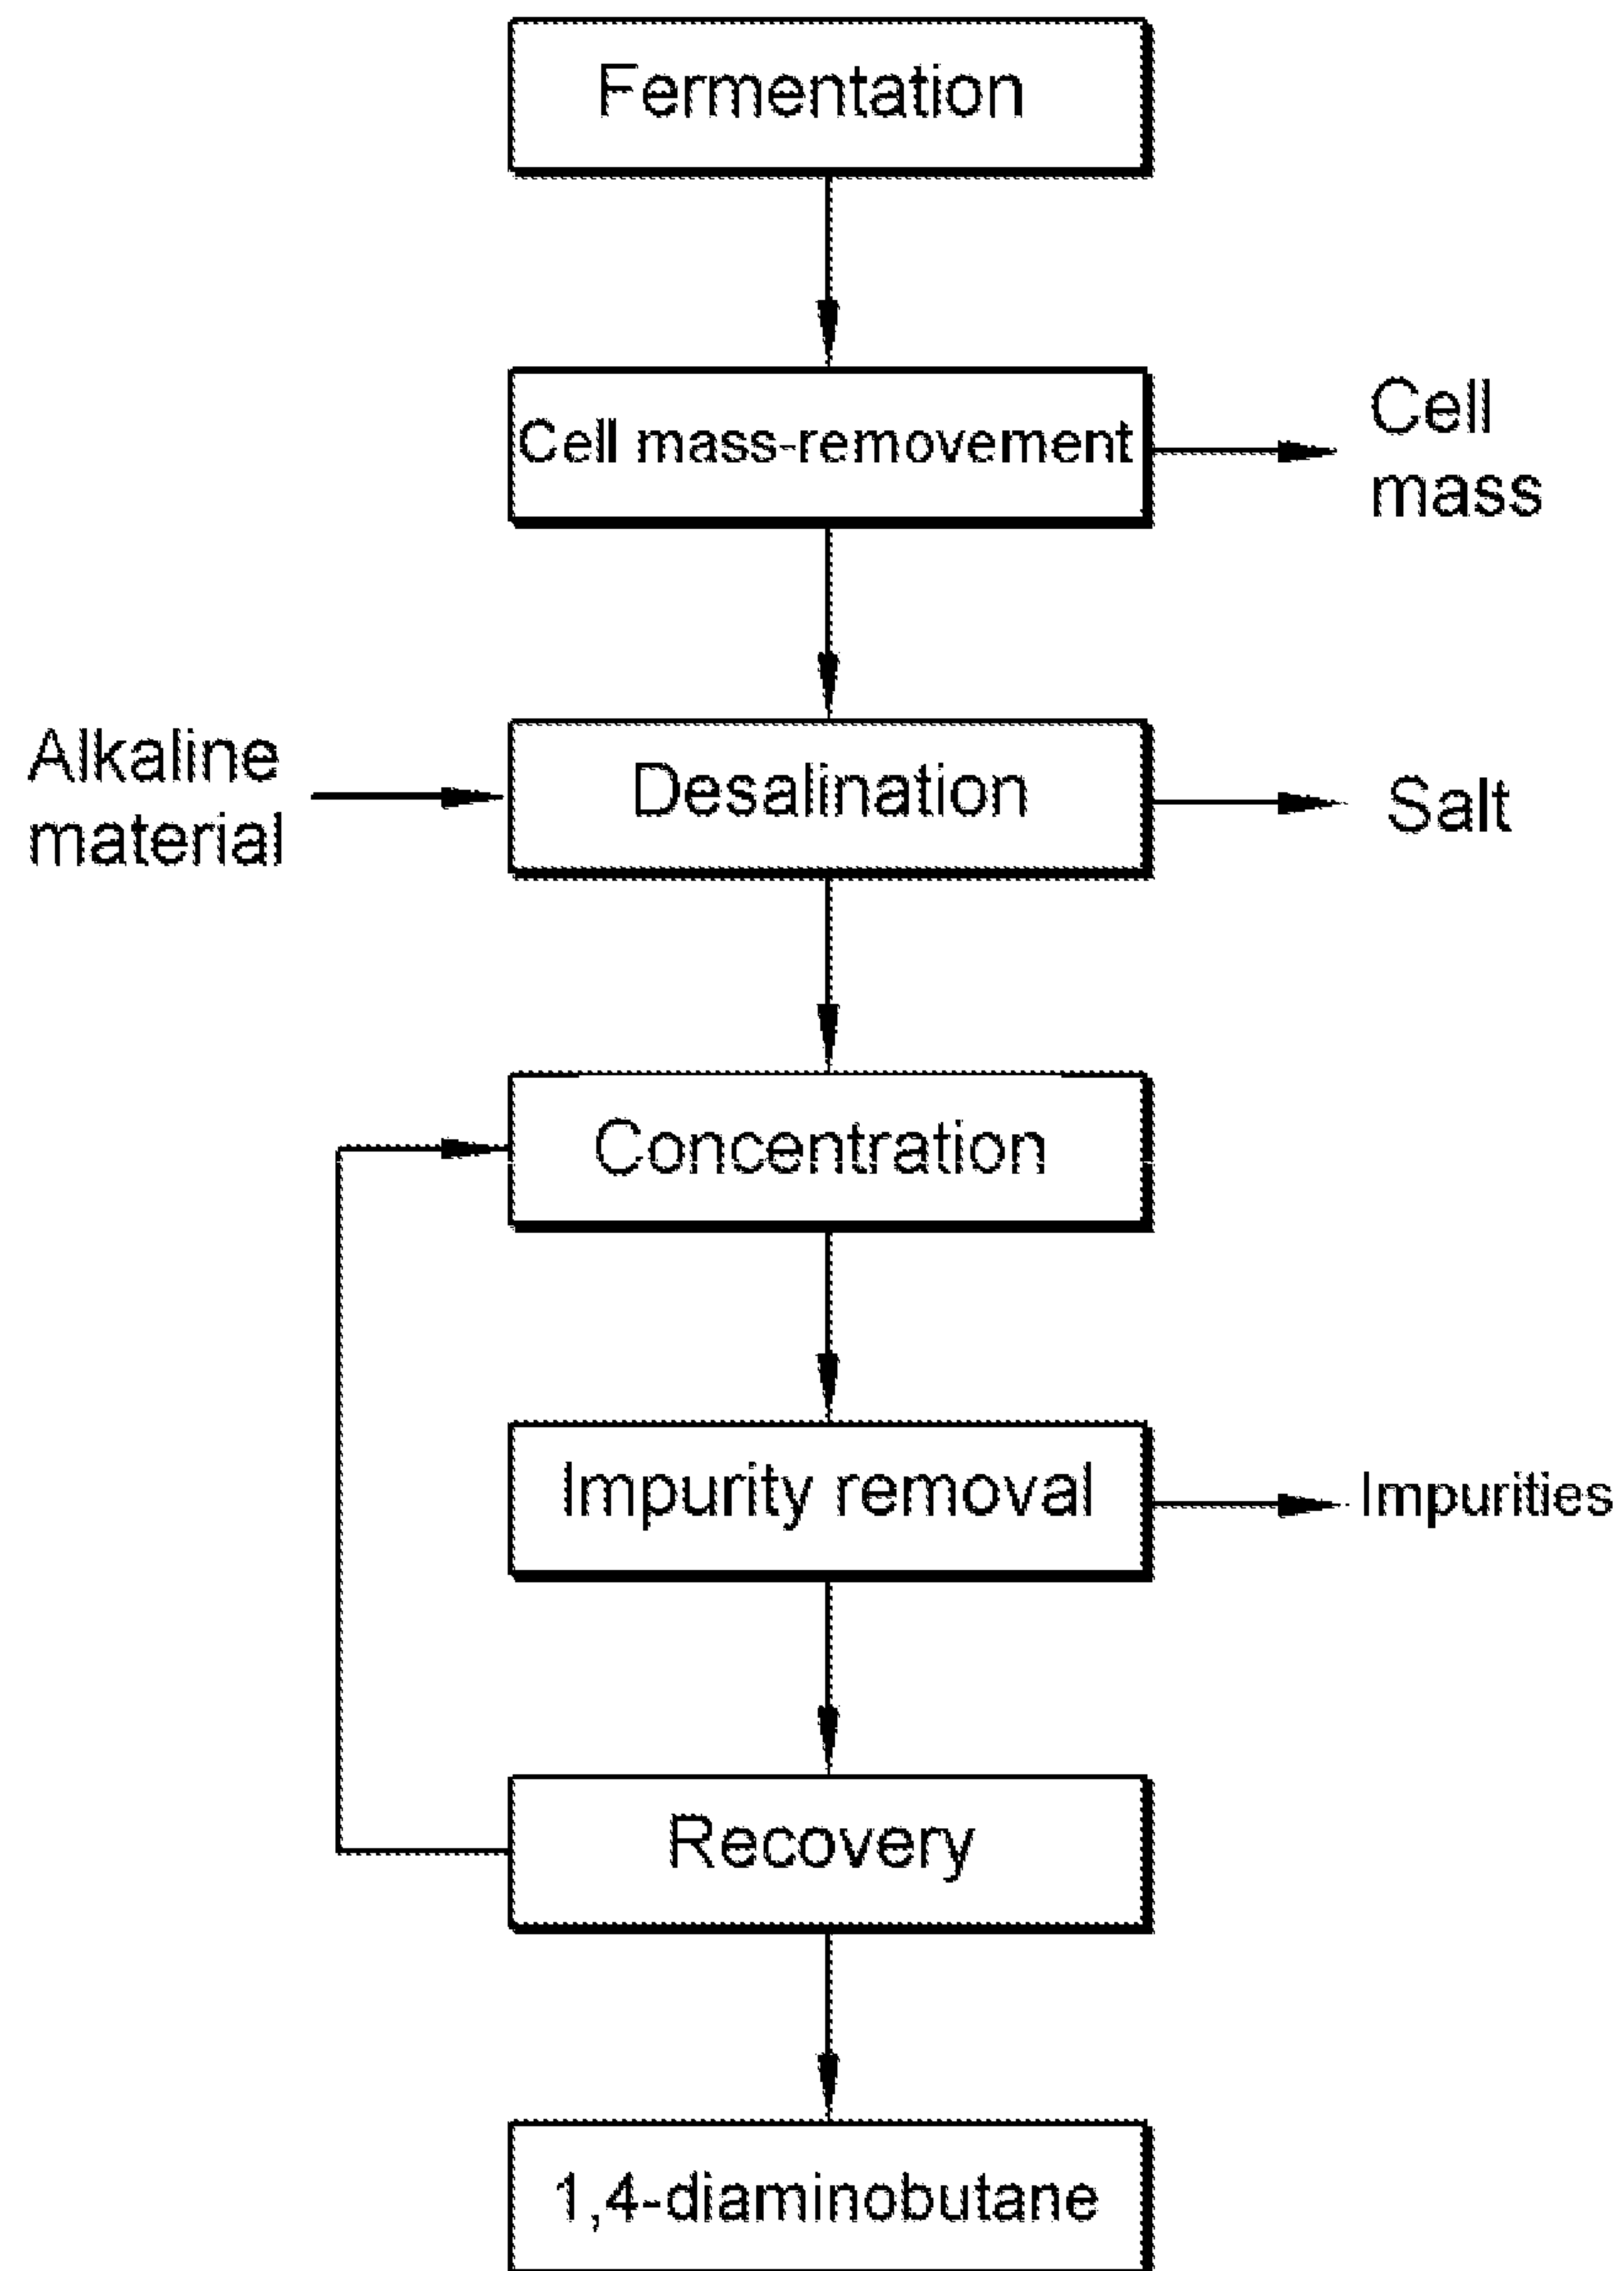 Fermentation
Cell mass-removement
Cell
mass
Alkaline
material
Desalination
Salt
Concentration
Impurity removal
Impurities
Recovery
1,4-diaminobutane